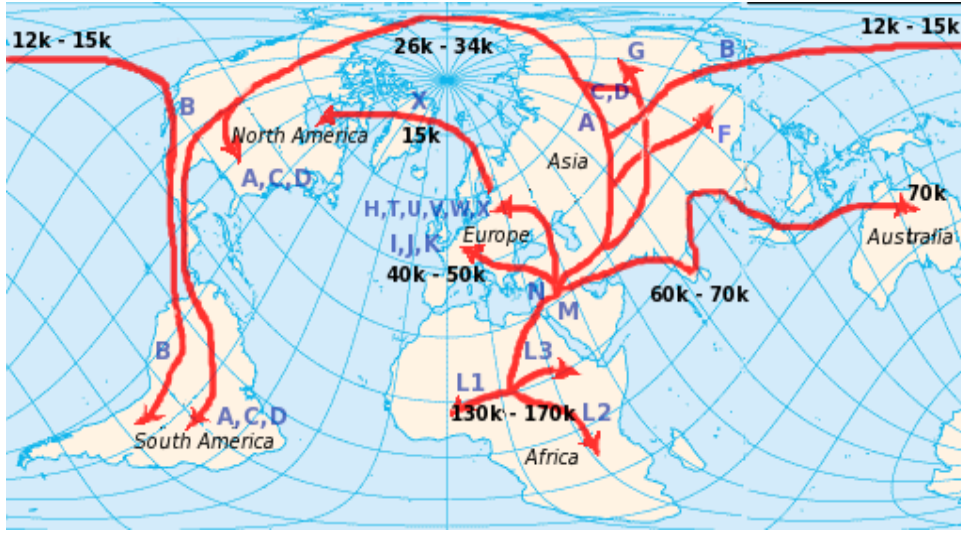 12k - 15k
12k - 15k
26k - 34k
G
B
B
X
C,D
A
North America
15k
F
Asia
A,C,D
H,T,U,V,W,X
70k
I,J,K
Europe
Australia
40k - 50k
N
60k - 70k
M
B
L3
L1
A,C,D
130k - 170k
L2
South America
Africa